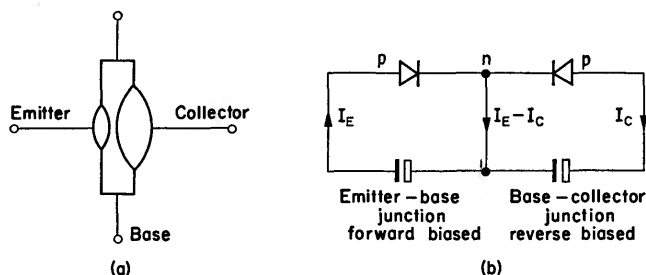 Emitter
Collector
Base
(a)
p
n
p
I_E
I_E – I_C
I_C
Emitter – base
junction
forward biased
Base – collector
junction
reverse biased
(b)